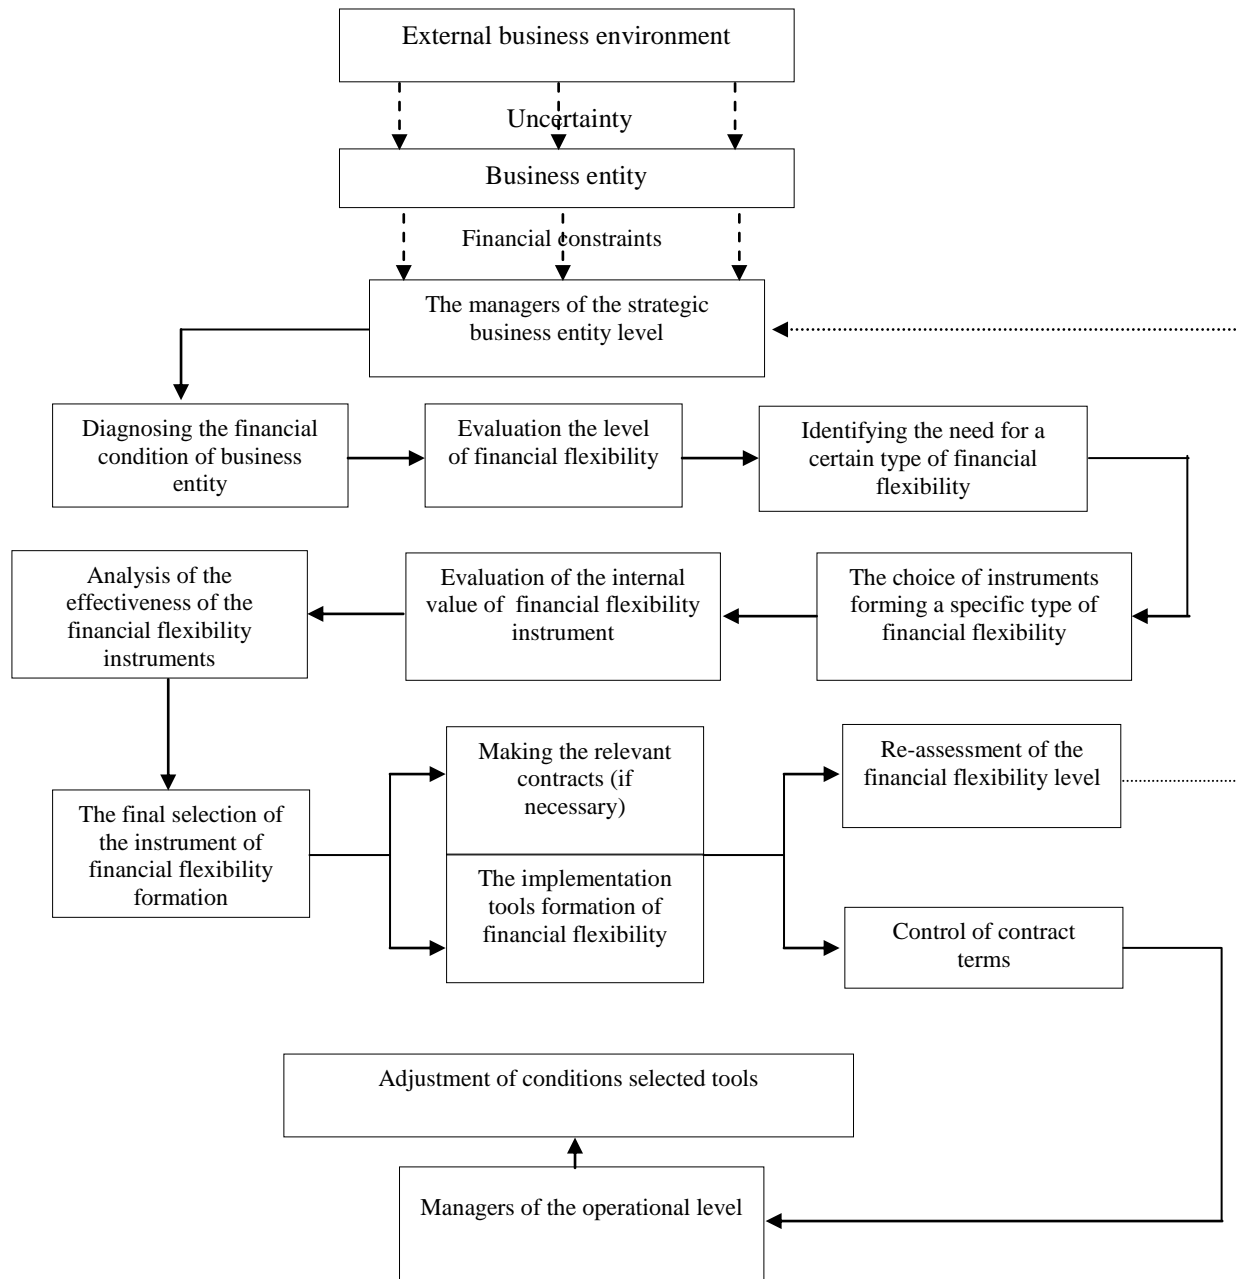 External business environment
Uncertainty
Business entity
Financial constraints
The managers of the strategic
business entity level
Diagnosing the financial
condition of business
entity
Evaluation the level
of financial flexibility
Identifying the need for a
certain type of financial
flexibility
Analysis of the
effectiveness of the
financial flexibility
instruments
Evaluation of the internal
value of financial flexibility
instrument
The choice of instruments
forming a specific type of
financial flexibility
The final selection of
the instrument of
financial flexibility
formation
Making the relevant
contracts (if
necessary)
The implementation
tools formation of
financial flexibility
Re-assessment of the
financial flexibility level
Control of contract
terms
Adjustment of conditions selected tools
Managers of the operational level